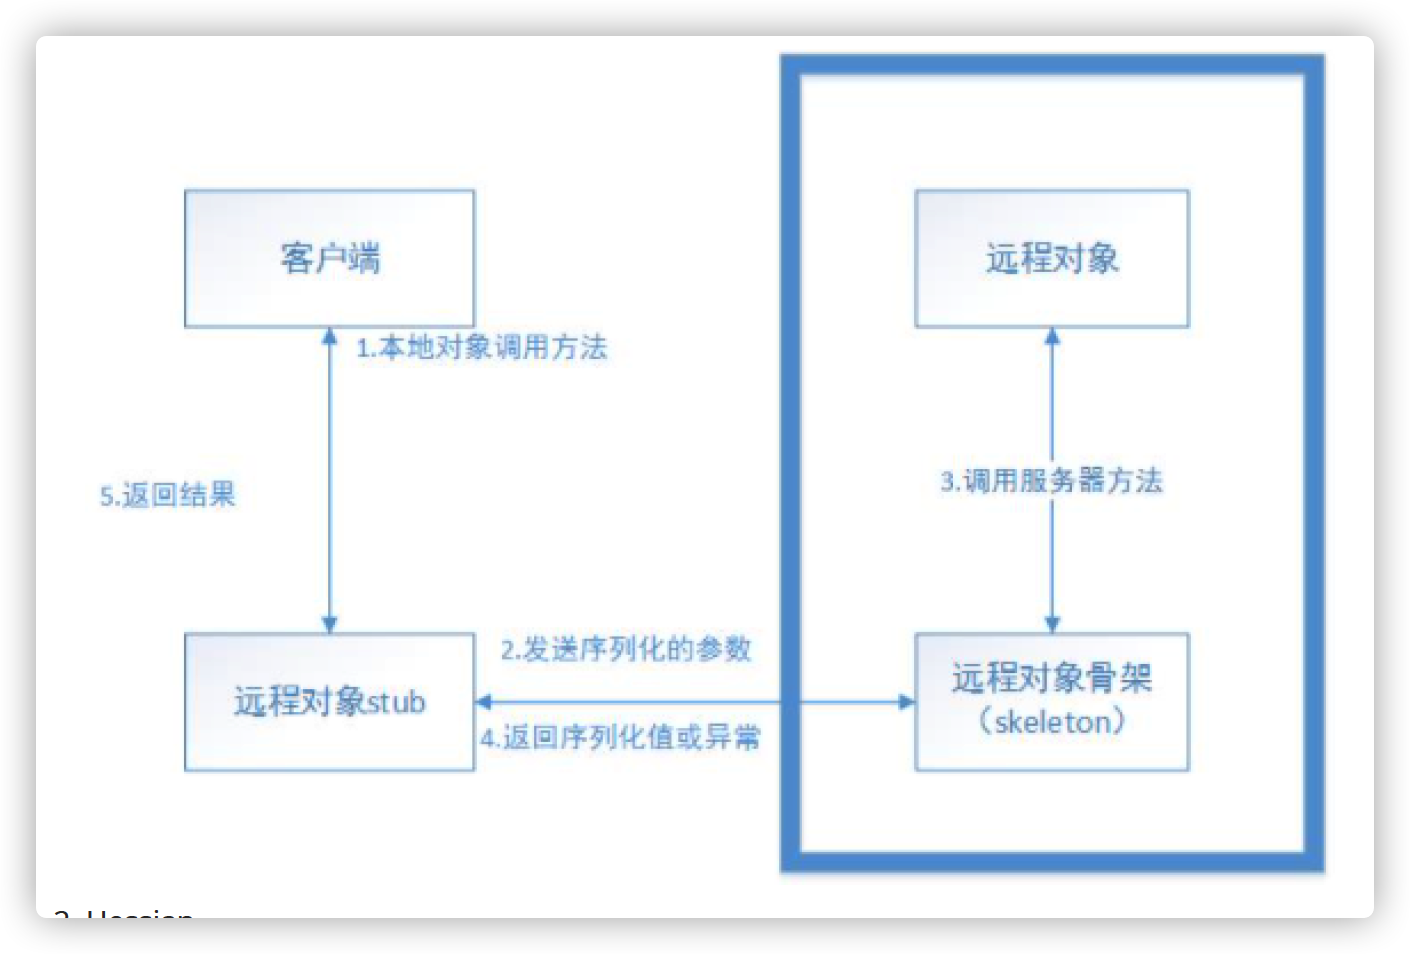 客户端
远程对象
1.本地对象调用方法
5.返回结果
3.调用服务器方法
2.发送序列化的参数
远程对象stub
远程对象骨架
（skeleton）
4.返回序列化值或异常